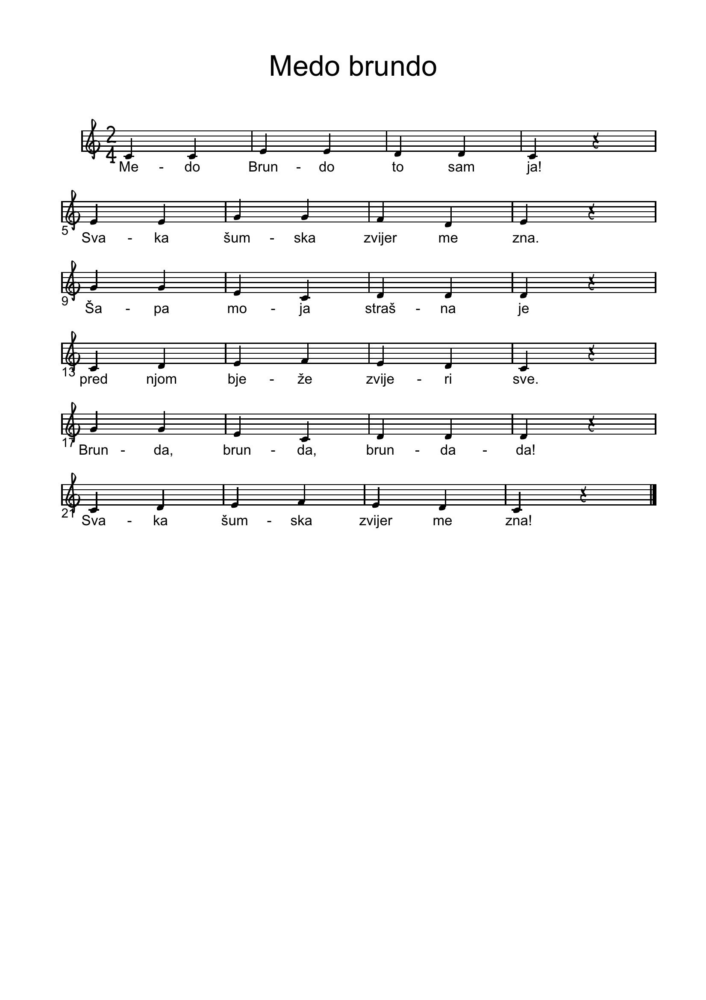 Medo brundo
2
4
Me - do Brun - do to sam ja!
5
Sva - ka šum - ska zvijer me zna.
9
Ša - pa mo - ja straš - na je
13
pred njom bje - že zvije - ri sve.
17
Brun - da, brun - da, brun - da - da!
21
Sva - ka šum - ska zvijer me zna!